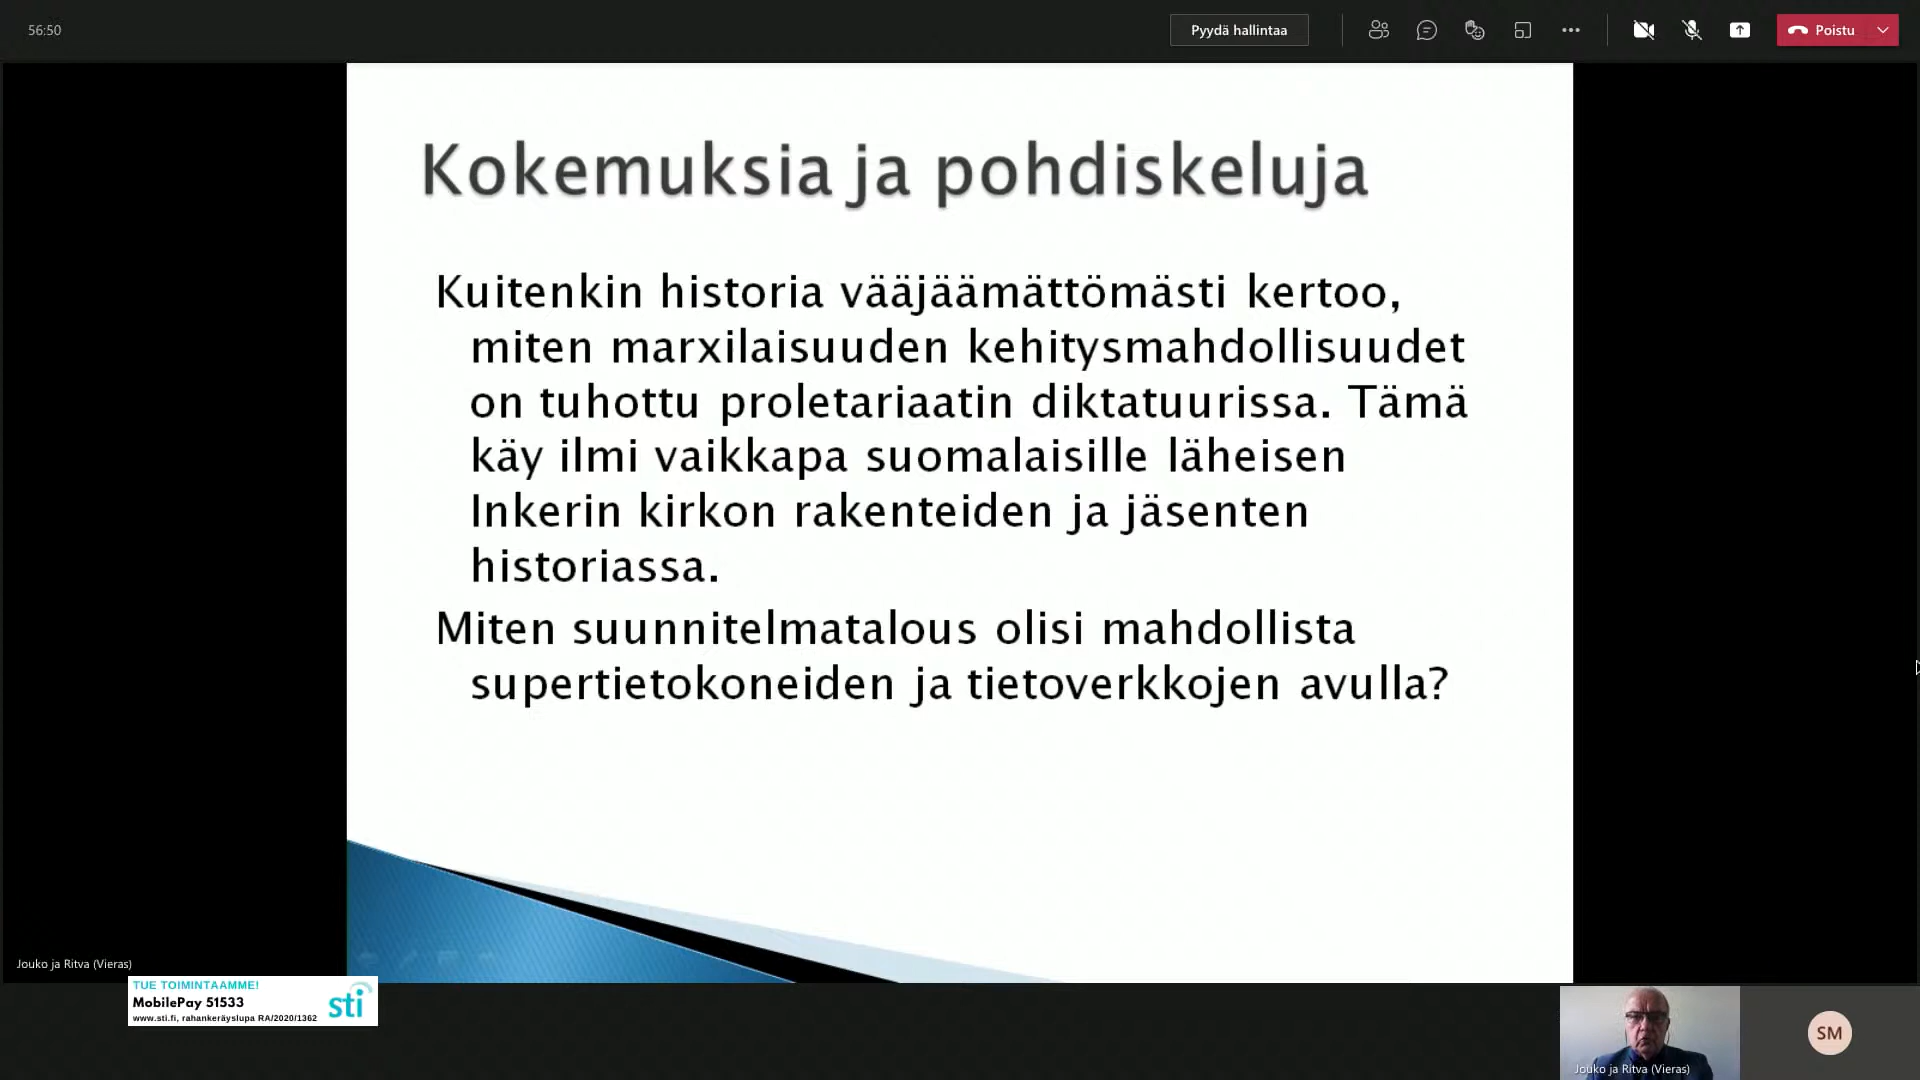 56:50
Pyydä hallintaa
Poistu
Kokemuksia ja pohdiskeluja
Kuitenkin historia vääjäämättömästi kertoo,
miten marxilaisuuden kehitysmahdollisuudet
on tuhottu proletariaatin diktatuurissa. Tämä
käy ilmi vaikkapa suomalaisille läheisen
Inkerin kirkon rakenteiden ja jäsenten
historiassa.
Miten suunnitelmatalous olisi mahdollista
supertietokoneiden ja tietoverkkojen avulla?
Jouko ja Ritva (Vieras)
TUE TOIMINTAAMME!
MobilePay 51533
www.sti.fi, rahankeräyslupa RA/2020/1362
sti
Jouko ja Ritva (Vieras)
SM